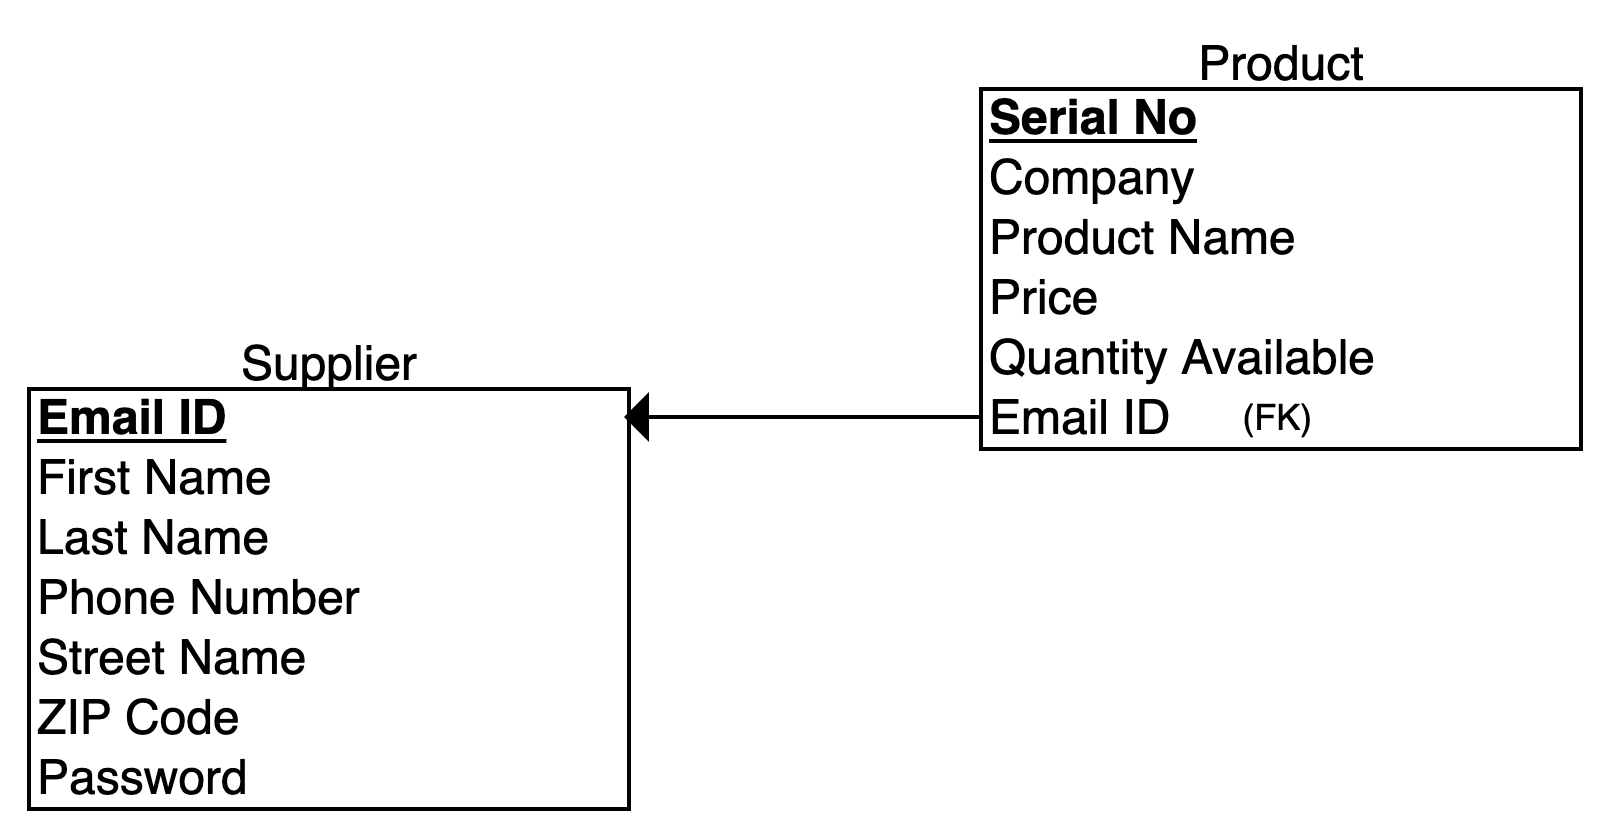 Product
Serial No
Company
Product Name
Price
Quantity Available
Email ID (FK)
Supplier
Email ID
First Name
Last Name
Phone Number
Street Name
ZIP Code
Password